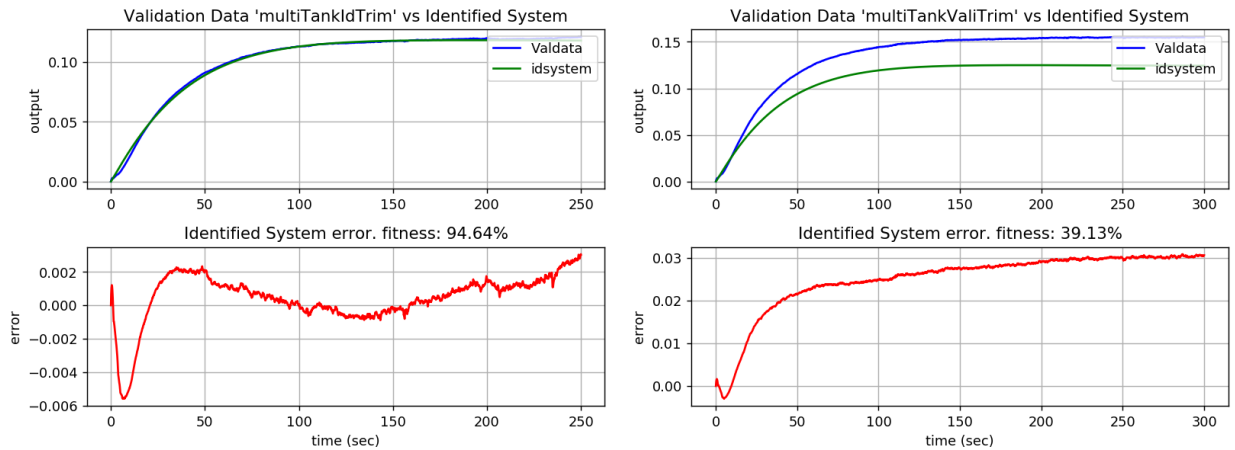 Validation Data 'multiTankIdTrim' vs Identified System
output
0.10
0.05
0.00
Valdata
idsystem
0 50 100 150 200 250
Identified System error. fitness: 94.64%
error
0.002
0.000
−0.002
−0.004
−0.006
0 50 100 150 200 250
time (sec)
Validation Data 'multiTankValiTrim' vs Identified System
output
0.15
0.10
0.05
0.00
Valdata
idsystem
0 50 100 150 200 250 300
Identified System error. fitness: 39.13%
error
0.03
0.02
0.01
0.00
0 50 100 150 200 250 300
time (sec)